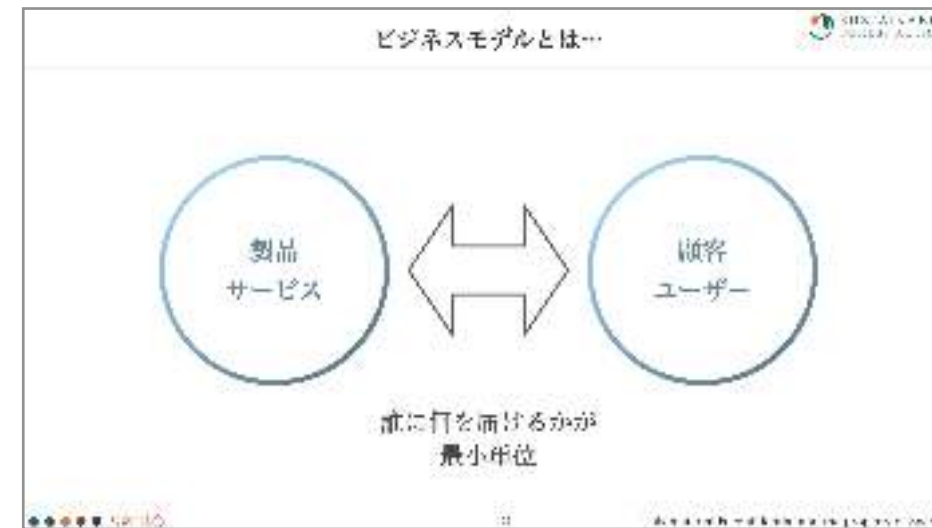 ビジネスモデルとは…
製品
サービス
顧客
ユーザー
誰に何を届けるかが
最小単位